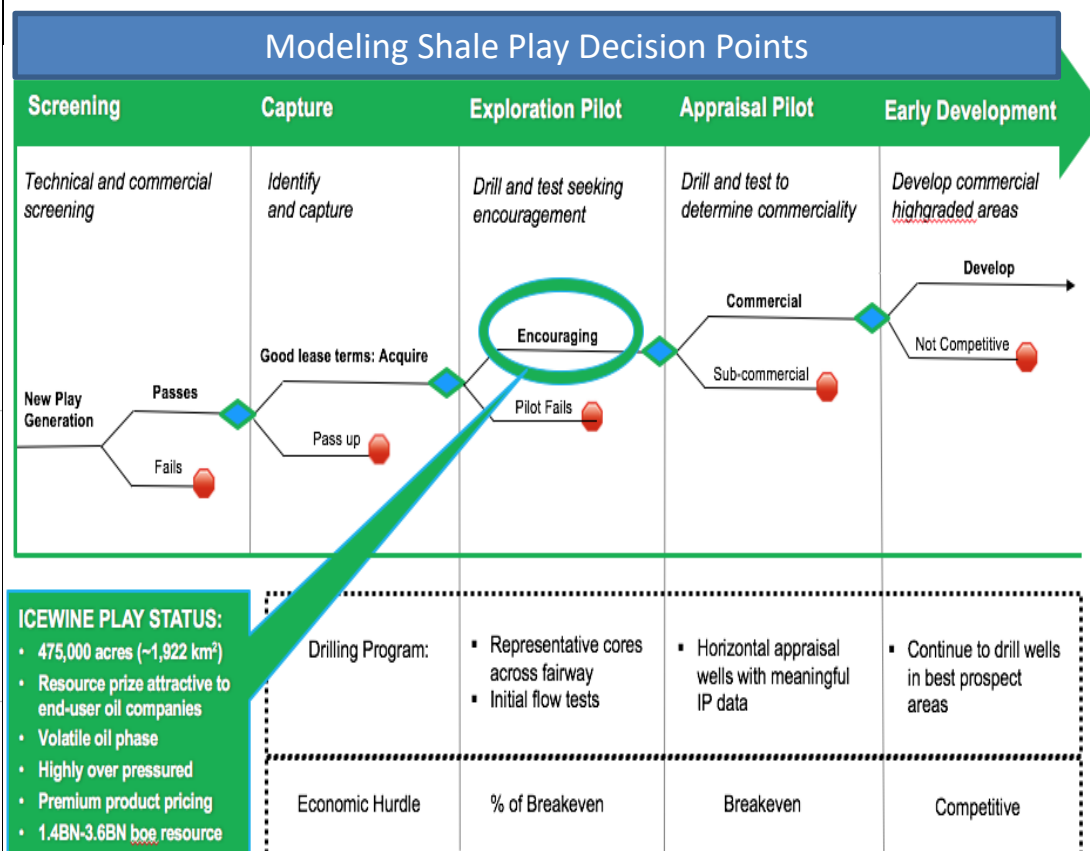 Modeling Shale Play Decision Points
Screening
Capture
Exploration Pilot
Appraisal Pilot
Early Development
Technical and commercial
screening
Identify
and capture
Drill and test seeking
encouragement
Drill and test to
determine commerciality
Develop commercial
highgraded areas
New Play
Generation
Passes
Fails
Good lease terms: Acquire
Pass up
Encouraging
Pilot Fails
Commercial
Sub-commercial
Develop
Not Competitive
ICEWINE PLAY STATUS:
• 475,000 acres (~1,922 km²)
• Resource prize attractive to
end-user oil companies
• Volatile oil phase
• Highly over pressured
• Premium product pricing
• 1.4BN-3.6BN boe resource
Drilling Program:
▪ Representative cores
across fairway
▪ Initial flow tests
▪ Horizontal appraisal
wells with meaningful
IP data
▪ Continue to drill wells
in best prospect
areas
Economic Hurdle
% of Breakeven
Breakeven
Competitive